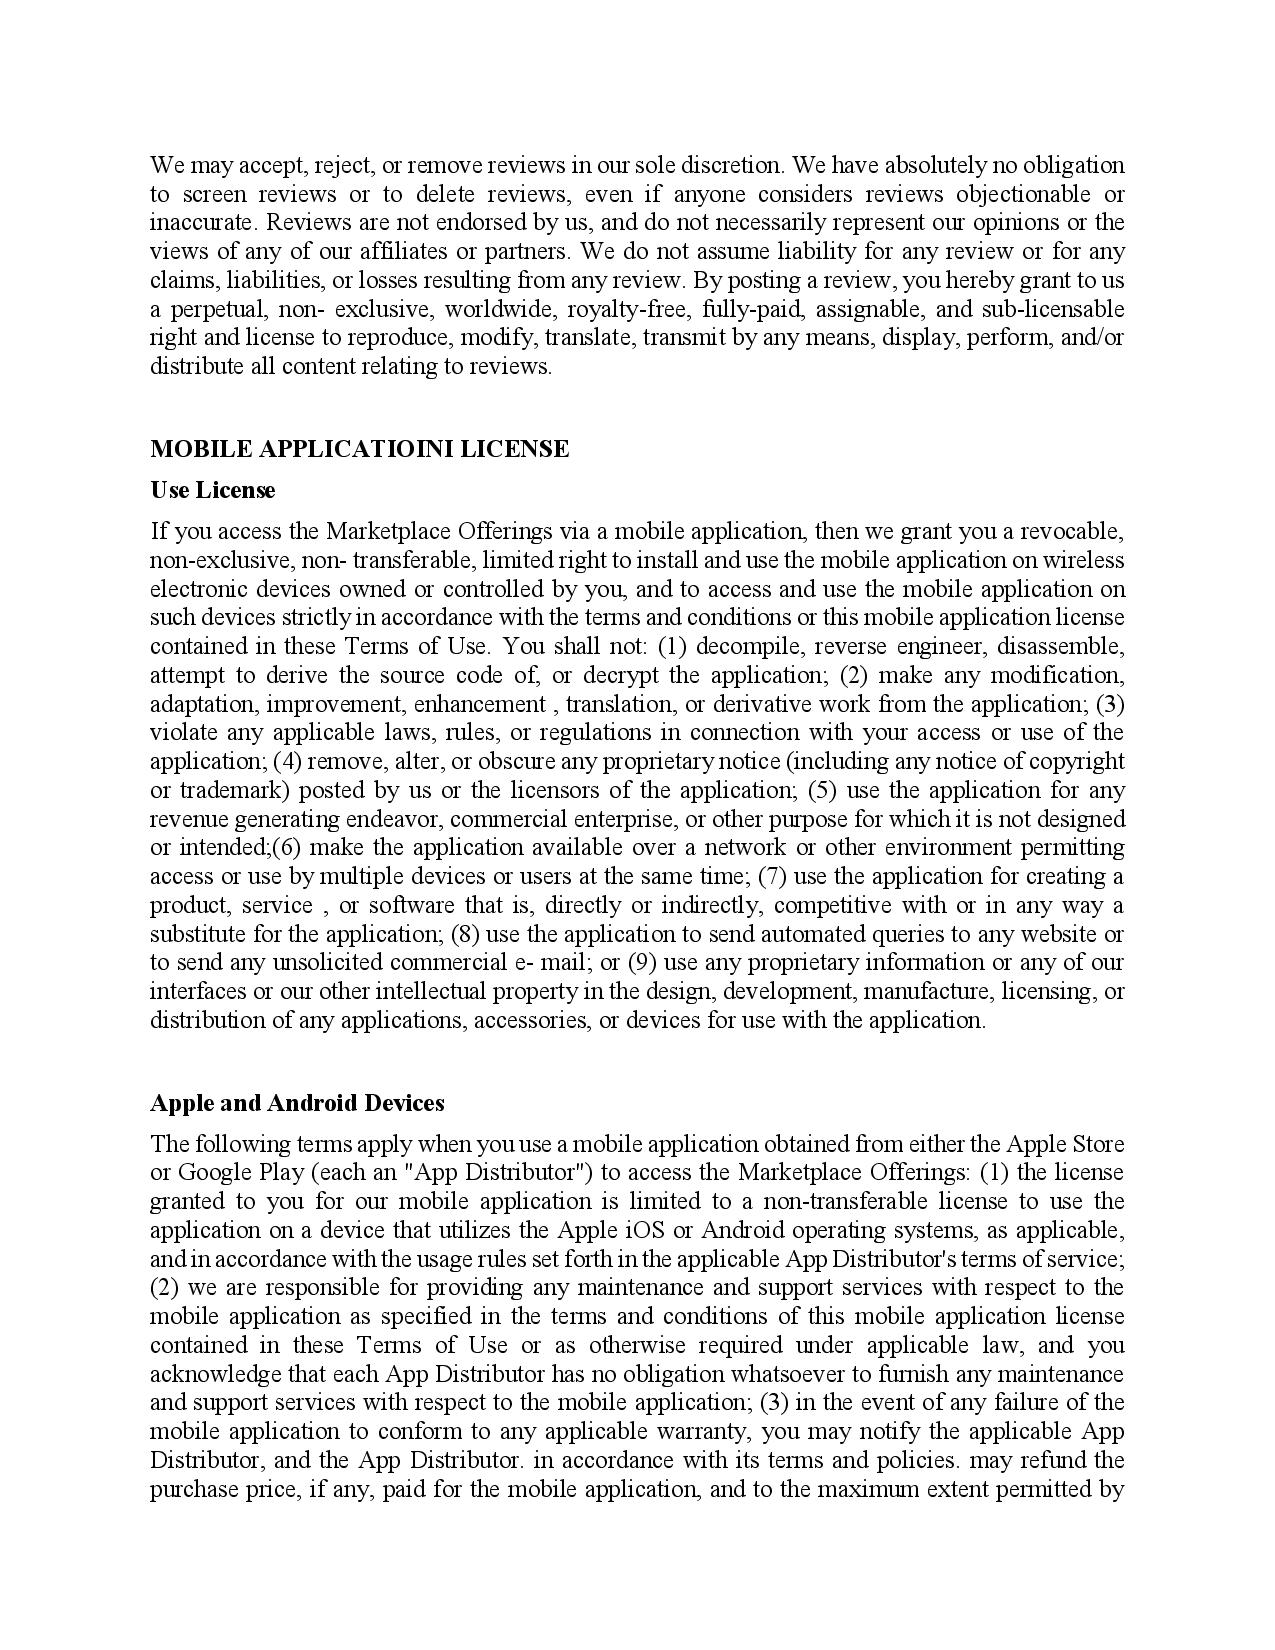 We may accept, reject, or remove reviews in our sole discretion. We have absolutely no obligation
to screen reviews or to delete reviews, even if anyone considers reviews objectionable or
inaccurate. Reviews are not endorsed by us, and do not necessarily represent our opinions or the
views of any of our affiliates or partners. We do not assume liability for any review or for any
claims, liabilities, or losses resulting from any review. By posting a review, you hereby grant to us
a perpetual, non- exclusive, worldwide, royalty-free, fully-paid, assignable, and sub-licensable
right and license to reproduce, modify, translate, transmit by any means, display, perform, and/or
distribute all content relating to reviews.
MOBILE APPLICATIOINI LICENSE
Use License
If you access the Marketplace Offerings via a mobile application, then we grant you a revocable,
non-exclusive, non- transferable, limited right to install and use the mobile application on wireless
electronic devices owned or controlled by you, and to access and use the mobile application on
such devices strictly in accordance with the terms and conditions or this mobile application license
contained in these Terms of Use. You shall not: (1) decompile, reverse engineer, disassemble,
attempt to derive the source code of, or decrypt the application; (2) make any modification,
adaptation, improvement, enhancement , translation, or derivative work from the application; (3)
violate any applicable laws, rules, or regulations in connection with your access or use of the
application; (4) remove, alter, or obscure any proprietary notice (including any notice of copyright
or trademark) posted by us or the licensors of the application; (5) use the application for any
revenue generating endeavor, commercial enterprise, or other purpose for which it is not designed
or intended;(6) make the application available over a network or other environment permitting
access or use by multiple devices or users at the same time; (7) use the application for creating a
product, service , or software that is, directly or indirectly, competitive with or in any way a
substitute for the application; (8) use the application to send automated queries to any website or
to send any unsolicited commercial e- mail; or (9) use any proprietary information or any of our
interfaces or our other intellectual property in the design, development, manufacture, licensing, or
distribution of any applications, accessories, or devices for use with the application.
Apple and Android Devices
The following terms apply when you use a mobile application obtained from either the Apple Store
or Google Play (each an "App Distributor") to access the Marketplace Offerings: (1) the license
granted to you for our mobile application is limited to a non-transferable license to use the
application on a device that utilizes the Apple iOS or Android operating systems, as applicable,
and in accordance with the usage rules set forth in the applicable App Distributor's terms of service;
(2) we are responsible for providing any maintenance and support services with respect to the
mobile application as specified in the terms and conditions of this mobile application license
contained in these Terms of Use or as otherwise required under applicable law, and you
acknowledge that each App Distributor has no obligation whatsoever to furnish any maintenance
and support services with respect to the mobile application; (3) in the event of any failure of the
mobile application to conform to any applicable warranty, you may notify the applicable App
Distributor, and the App Distributor. in accordance with its terms and policies. may refund the
purchase price, if any, paid for the mobile application, and to the maximum extent permitted by